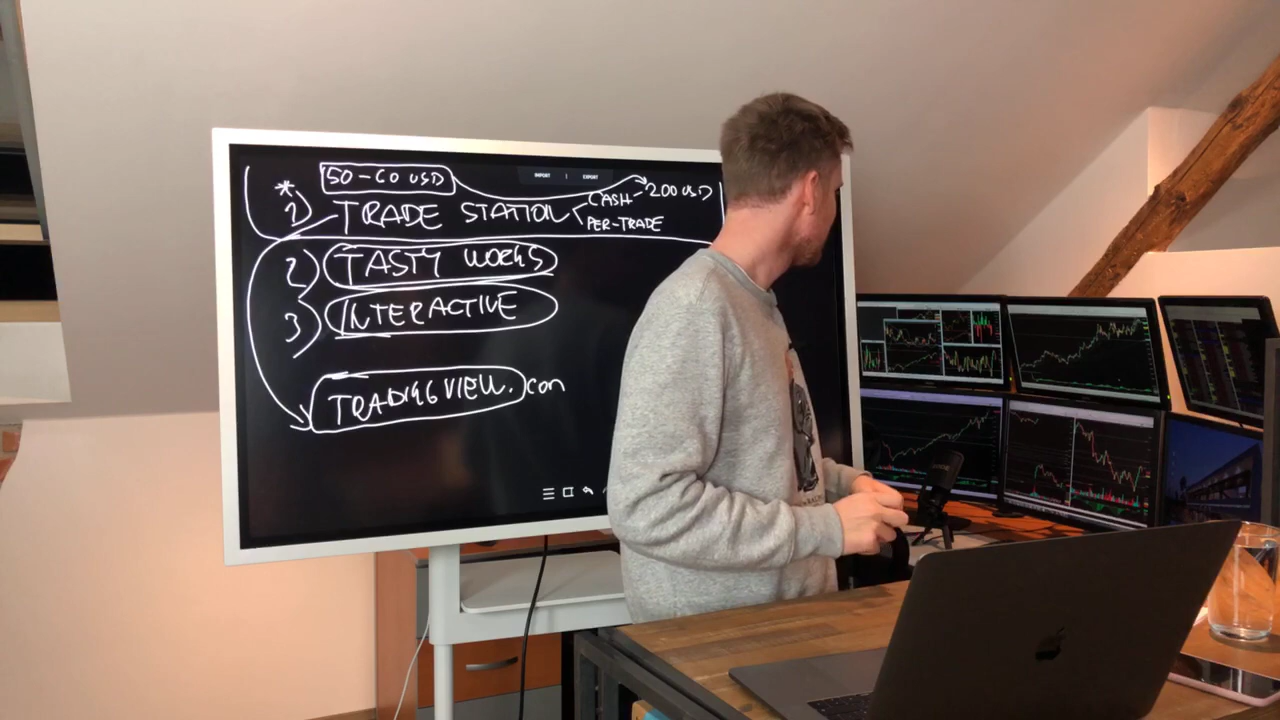 50-60 USD
IMPORT | EXPORT
* 1) TRADE STATION
CASH - 200 USD
PER-TRADE
2) TASTY WORKS
3) INTERACTIVE
TRADINGVIEW.COM